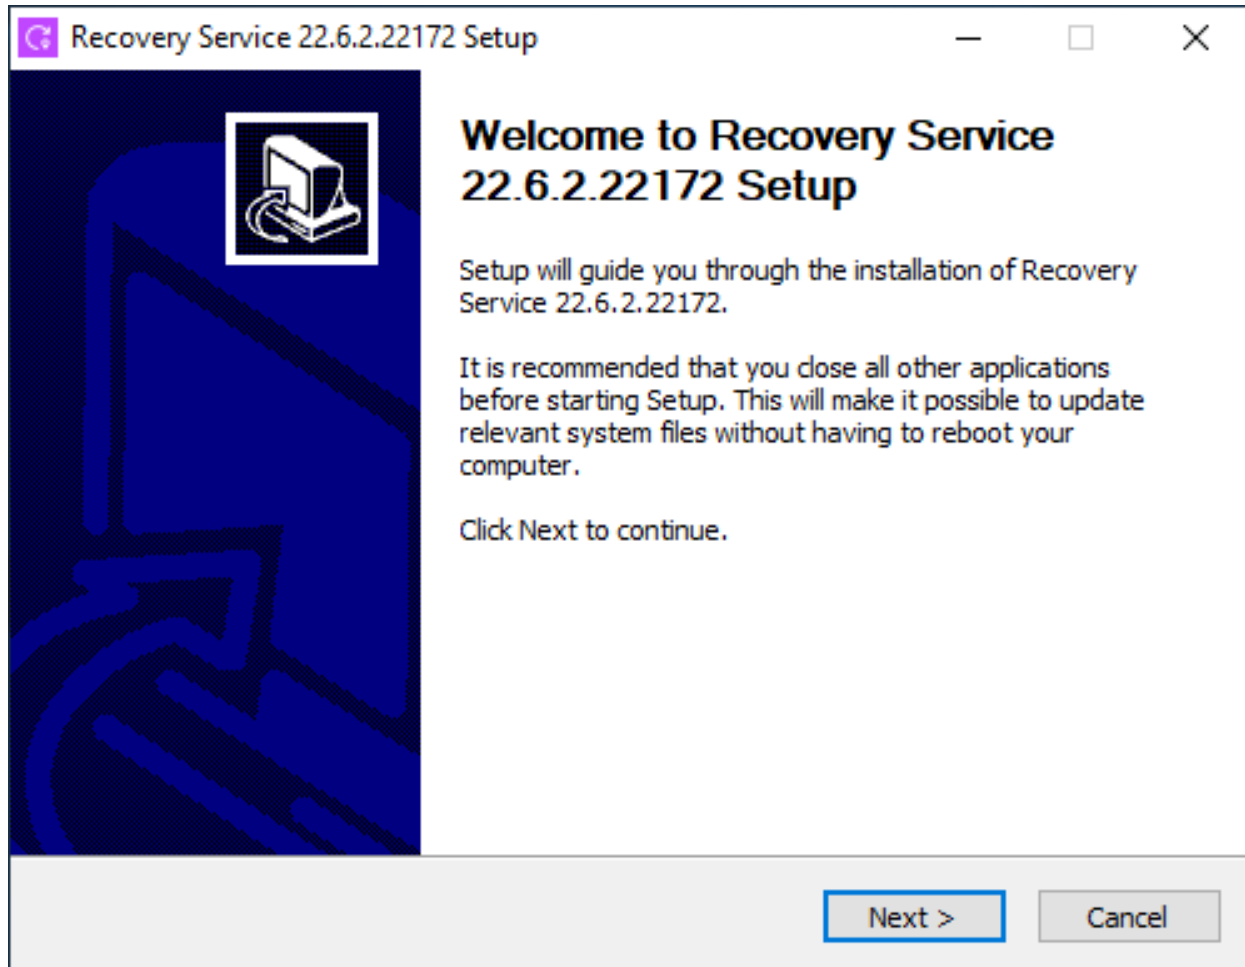 Recovery Service 22.6.2.22172 Setup
Welcome to Recovery Service
22.6.2.22172 Setup
Setup will guide you through the installation of Recovery
Service 22.6.2.22172.
It is recommended that you close all other applications
before starting Setup. This will make it possible to update
relevant system files without having to reboot your
computer.
Click Next to continue.
Next >
Cancel